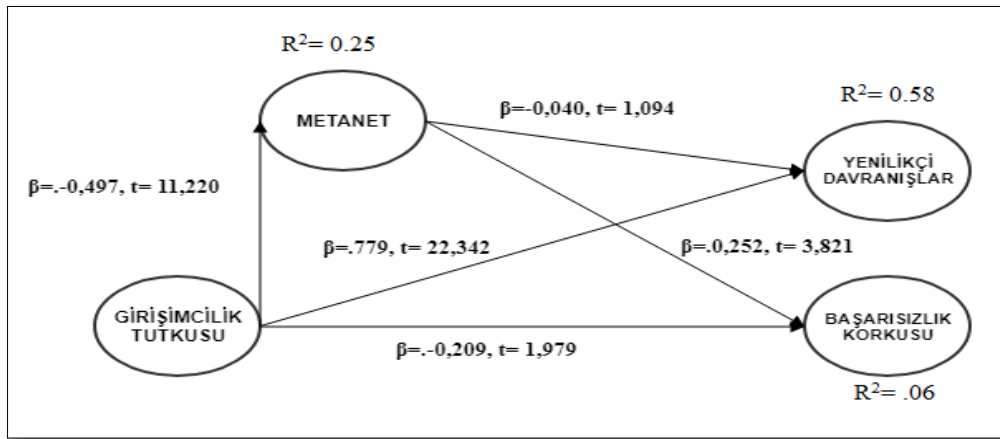 R²= 0.25
METANET
β=-0,040, t= 1,094
R²= 0.58
YENİLİKÇİ
DAVRANIŞLAR
β=.-0,497, t= 11,220
β=.779, t= 22,342
β=.0,252, t= 3,821
GİRİŞİMCİLİK
TUTKUSU
β=.-0,209, t= 1,979
BAŞARISIZLIK
KORKUSU
R²= .06